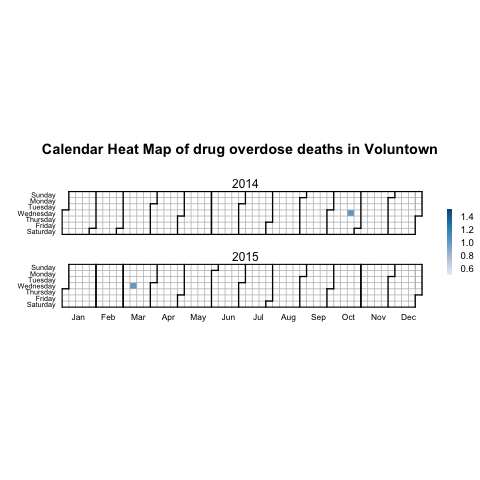 Calendar Heat Map of drug overdose deaths in Voluntown
2014
Sunday
Monday
Tuesday
Wednesday
Thursday
Friday
Saturday
1.4
1.2
1.0
0.8
0.6
2015
Sunday
Monday
Tuesday
Wednesday
Thursday
Friday
Saturday
Jan Feb Mar Apr May Jun Jul Aug Sep Oct Nov Dec